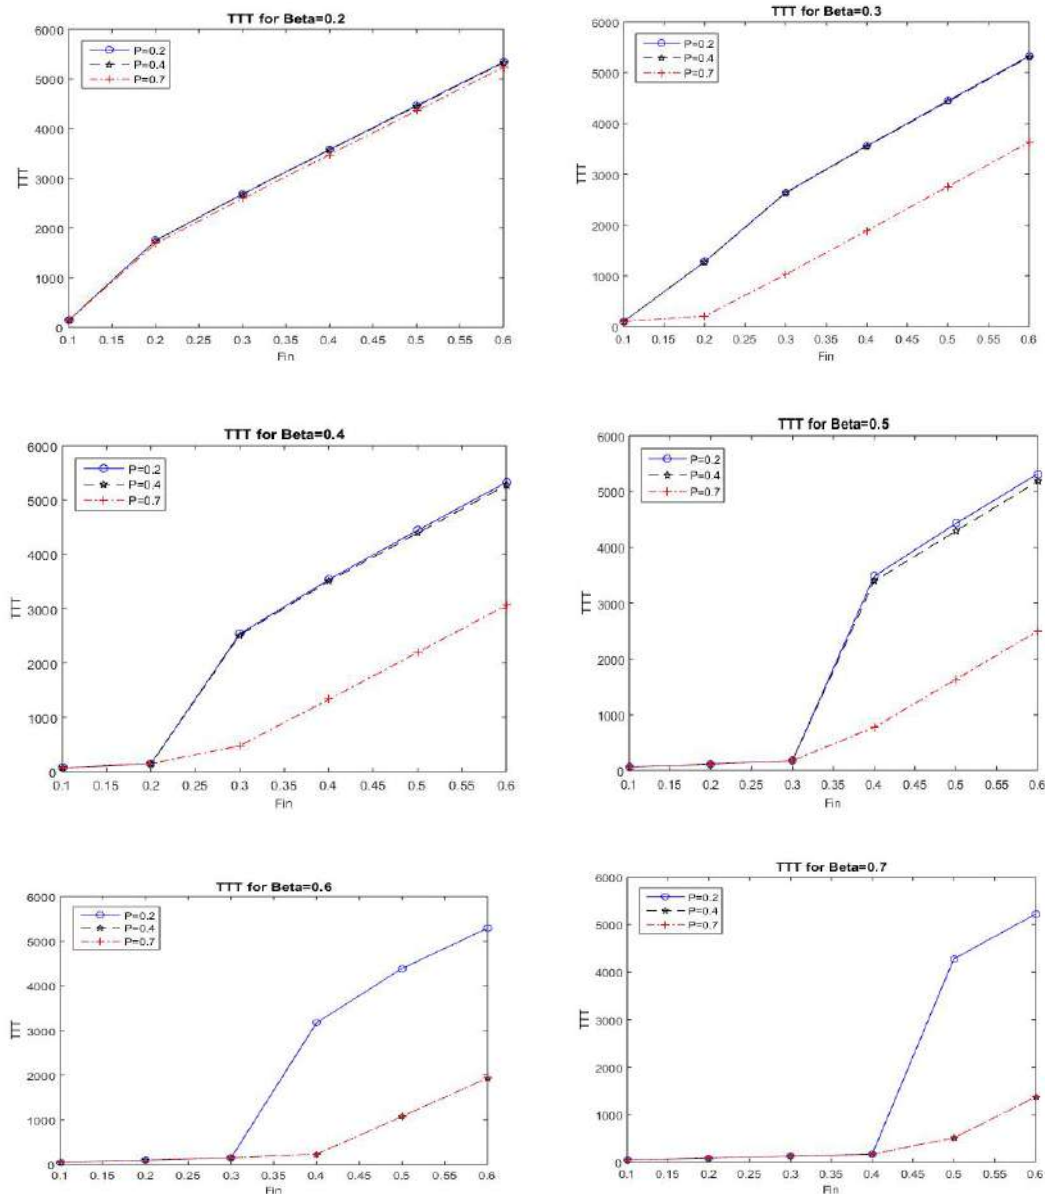 TTT for Beta=0.2
6000
5000
4000
3000
2000
1000
0
TTT
P=0.2
P=0.4
P=0.7
0.1 0.15 0.2 0.25 0.3 0.35 0.4 0.45 0.5 0.55 0.6
Fin
TTT for Beta=0.3
6000
5000
4000
3000
2000
1000
0
TTT
P=0.2
P=0.4
P=0.7
0.1 0.15 0.2 0.25 0.3 0.35 0.4 0.45 0.5 0.55 0.6
Fin
TTT for Beta=0.4
6000
5000
4000
3000
2000
1000
0
TTT
P=0.2
P=0.4
P=0.7
0.1 0.15 0.2 0.25 0.3 0.35 0.4 0.45 0.5 0.55 0.6
Fin
TTT for Beta=0.5
6000
5000
4000
3000
2000
1000
0
TTT
P=0.2
P=0.4
P=0.7
0.1 0.15 0.2 0.25 0.3 0.35 0.4 0.45 0.5 0.55 0.6
Fin
TTT for Beta=0.6
6000
5000
4000
3000
2000
1000
0
TTT
P=0.2
P=0.4
P=0.7
0.1 0.15 0.2 0.25 0.3 0.35 0.4 0.45 0.5 0.55 0.6
Fin
TTT for Beta=0.7
6000
5000
4000
3000
2000
1000
0
TTT
P=0.2
P=0.4
P=0.7
0.1 0.15 0.2 0.25 0.3 0.35 0.4 0.45 0.5 0.55 0.6
Fin